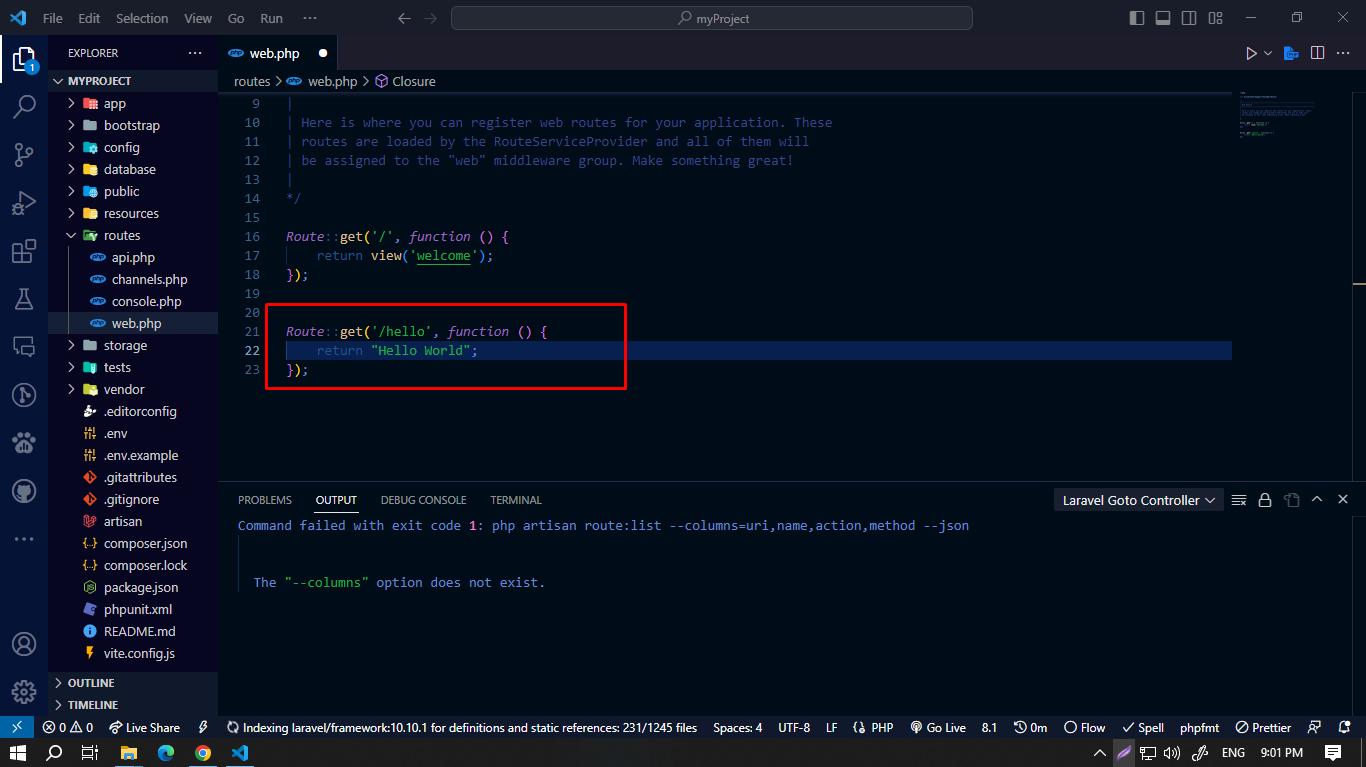 File Edit Selection View Go Run ···
myProject
EXPLORER ···
MYPROJECT
app
bootstrap
config
database
public
resources
routes
api.php
channels.php
console.php
web.php
storage
tests
vendor
.editorconfig
.env
.env.example
.gitattributes
.gitignore
artisan
composer.json
composer.lock
package.json
phpunit.xml
README.md
vite.config.js
OUTLINE
TIMELINE
1
php web.php
routes > php web.php > Closure
9 |
10 | Here is where you can register web routes for your application. These
11 | routes are loaded by the RouteServiceProvider and all of them will
12 | be assigned to the "web" middleware group. Make something great!
13 |
14 */
15
16 Route::get('/', function () {
17 return view('welcome');
18 });
19
20
21 Route::get('/hello', function () {
22 return "Hello World";
23 });
PROBLEMS OUTPUT DEBUG CONSOLE TERMINAL Laravel Goto Controller
Command failed with exit code 1: php artisan route:list --columns=uri,name,action,method --json
The "--columns" option does not exist.
0 0 Live Share Indexing laravel/framework:10.10.1 for definitions and static references: 231/1245 files Spaces: 4 UTF-8 LF PHP Go Live 8.1 0m Flow Spell phpfmt Prettier
ENG 9:01 PM